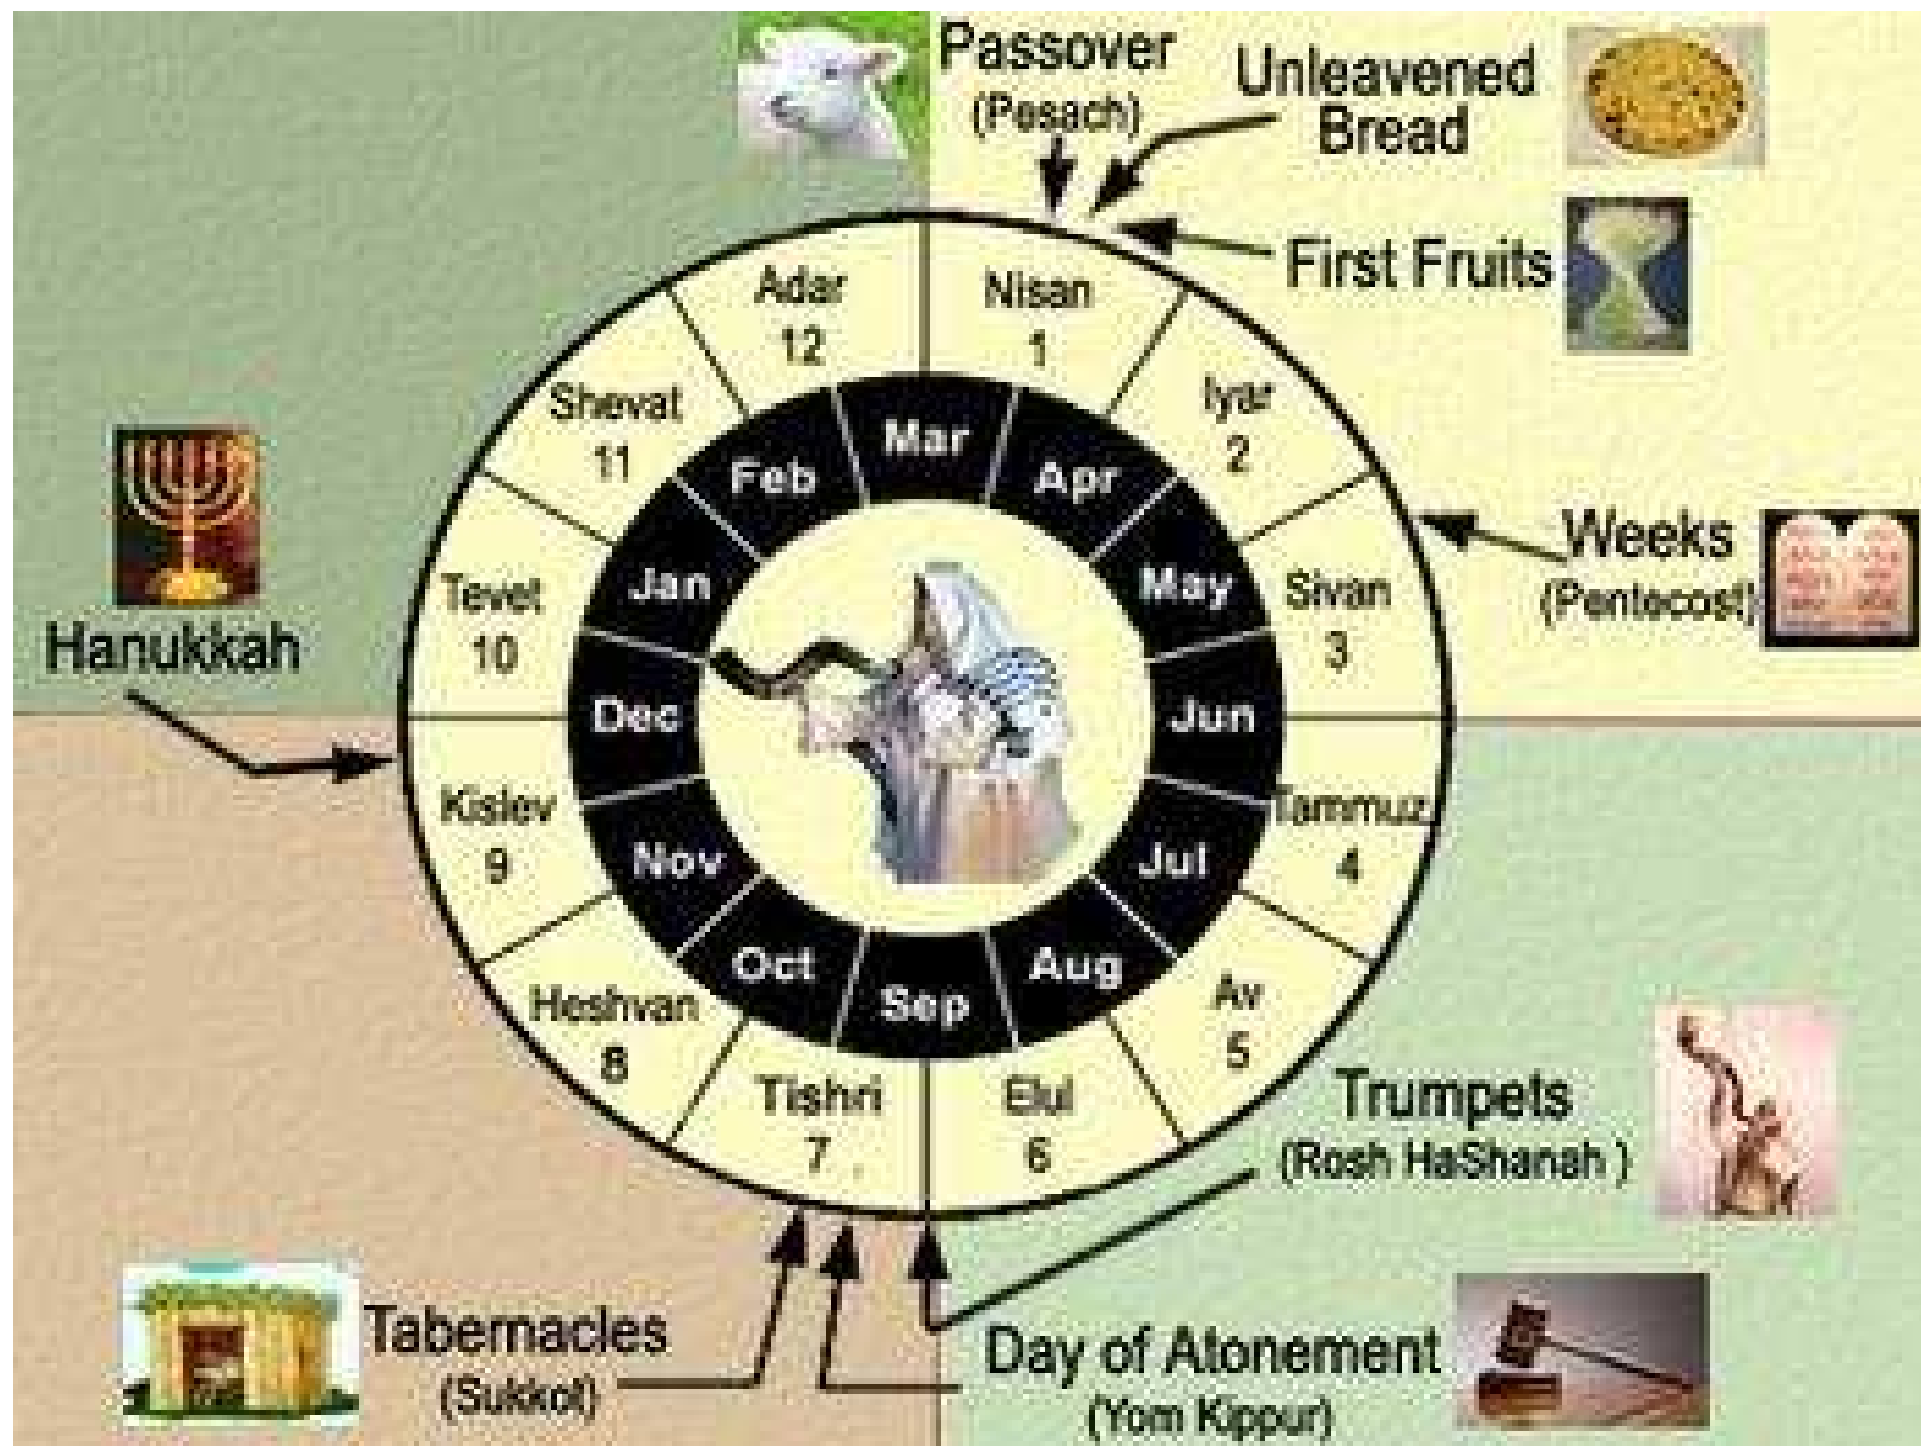 Passover
(Pesach)
Unleavened
Bread
First Fruits
Weeks
(Pentecost)
Hanukkah
Adar
12
Nisan
1
Shevat
11
Iyar
2
Tevet
10
Sivan
3
Kislev
9
Tammuz
4
Heshvan
8
Av
5
Tishri
7
Elul
6
Mar
Feb
Apr
Jan
May
Dec
Jun
Nov
Jul
Oct
Aug
Sep
Trumpets
(Rosh HaShanah )
Tabernacles
(Sukkot)
Day of Atonement
(Yom Kippur)